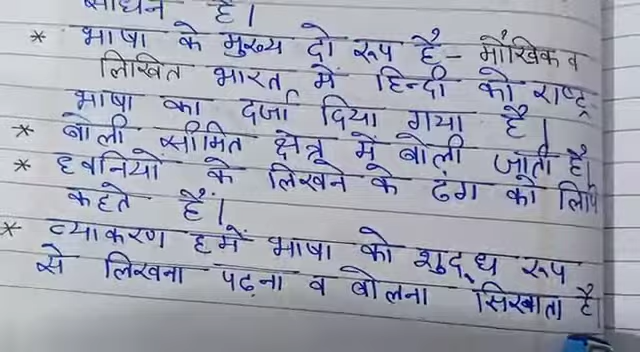 साधन है।
* भाषा के मुख्य दो रूप है - मौखिक व
लिखित भारत में हिन्दी को राष्ट्र-
भाषा का दर्जा दिया गया है।
* बोली सीमित क्षेत्र में बोली जाती है।
* ध्वनियों के लिखने के ढंग को लिपि
कहते हैं।
* व्याकरण हमें भाषा को शुद्ध रूप
से लिखना पढ़ना व बोलना सिखाता है।